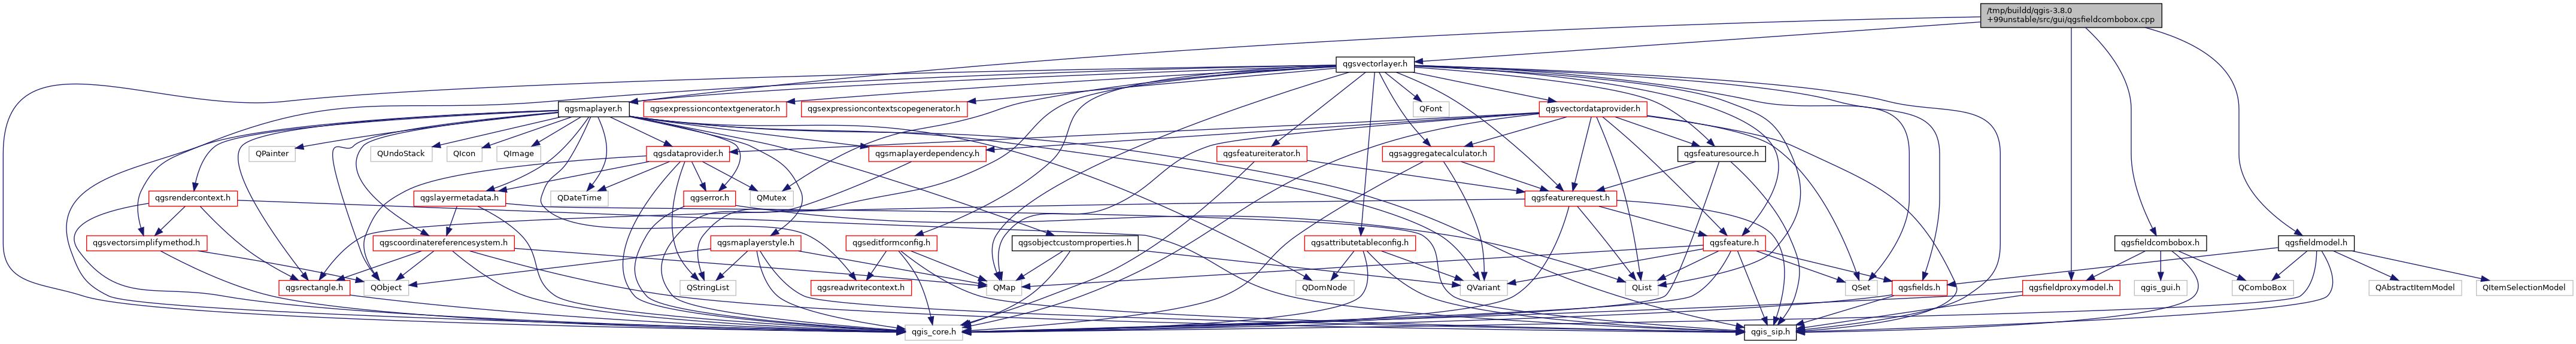 /tmp/buildd/qgis-3.8.0
+99unstable/src/gui/qgsfieldcombobox.cpp
qgsvectorlayer.h
qgsmaplayer.h
qgsexpressioncontextgenerator.h
qgsexpressioncontextscopegenerator.h
QFont
qgsvectordataprovider.h
QPainter
QUndoStack
QIcon
QImage
qgsdataprovider.h
qgsmaplayerdependency.h
qgsfeatureiterator.h
qgsaggregatecalculator.h
qgsfeaturesource.h
qgsrendercontext.h
qgslayermetadata.h
QDateTime
qgserror.h
QMutex
qgsfeaturerequest.h
qgsvectorsimplifymethod.h
qgscoordinatereferencesystem.h
qgsmaplayerstyle.h
qgseditformconfig.h
qgsobjectcustomproperties.h
qgsattributetableconfig.h
qgsfeature.h
qgsfieldcombobox.h
qgsfieldmodel.h
qgsrectangle.h
QObject
QStringList
qgsreadwritecontext.h
QMap
QDomNode
QVariant
QList
QSet
qgsfields.h
qgsfieldproxymodel.h
qgis_gui.h
QComboBox
QAbstractItemModel
QItemSelectionModel
qgis_core.h
qgis_sip.h